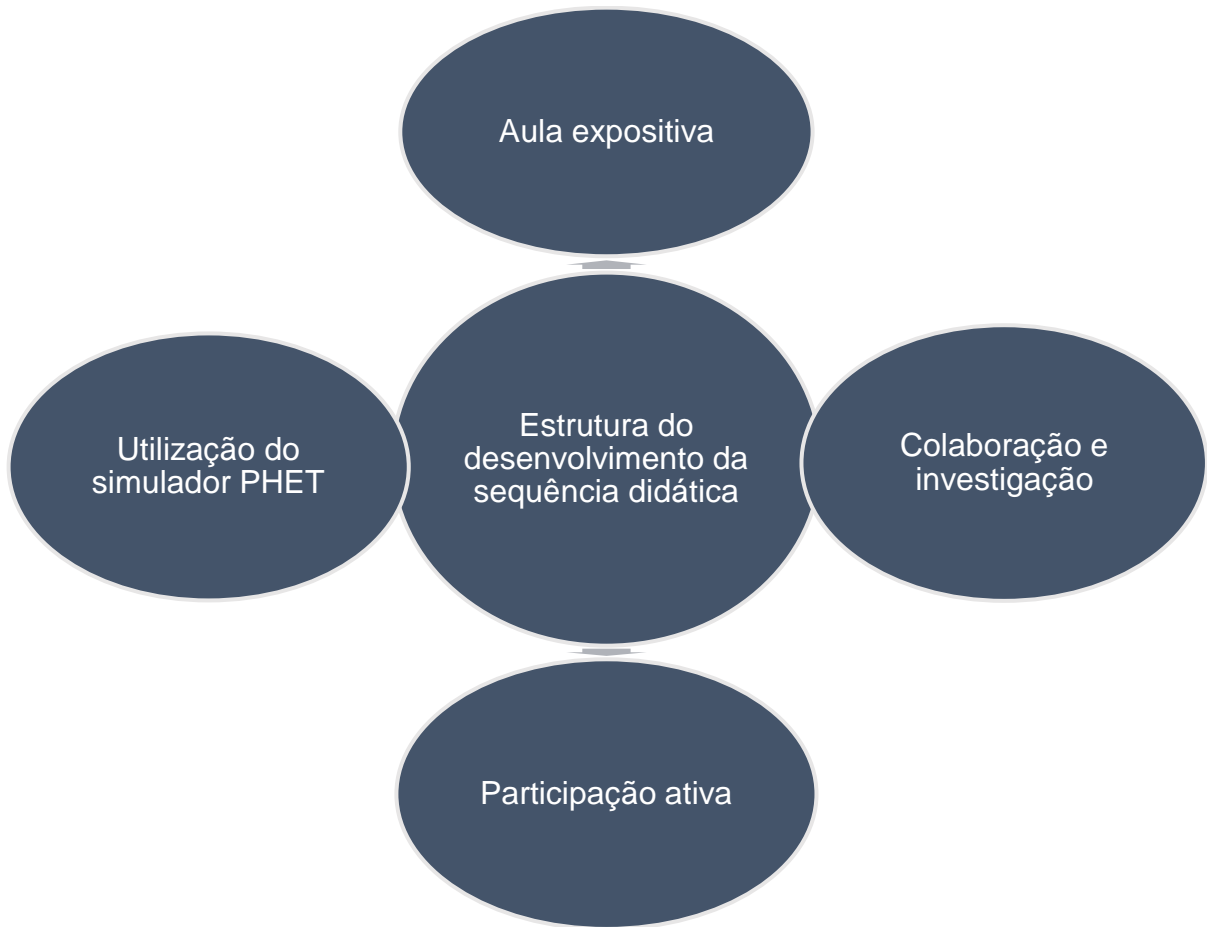 Aula expositiva
Utilização do
simulador PHET
Estrutura do
desenvolvimento da
sequência didática
Colaboração e
investigação
Participação ativa